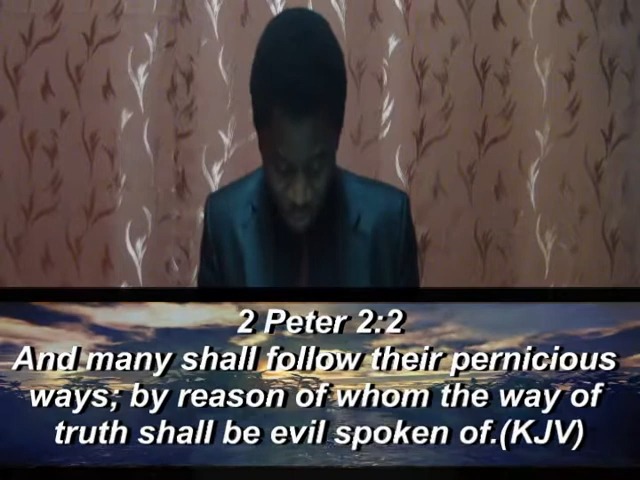 2 Peter 2:2
And many shall follow their pernicious
ways; by reason of whom the way of
truth shall be evil spoken of.(KJV)